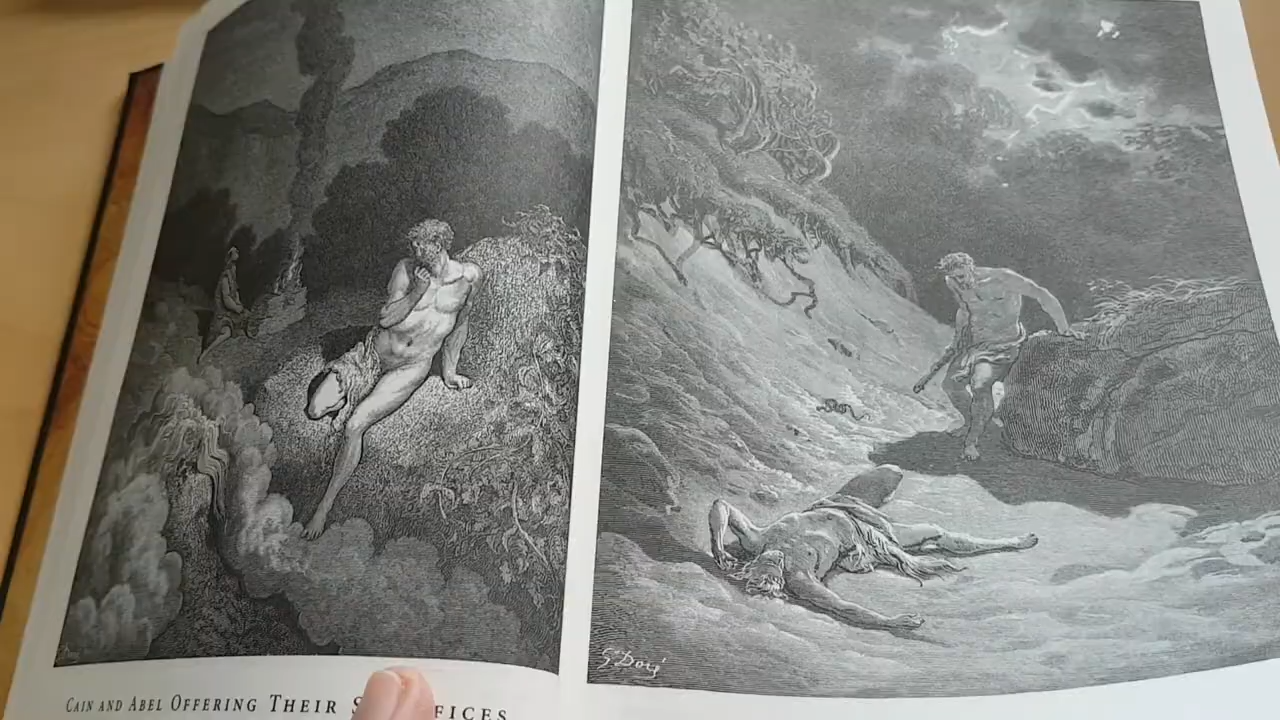 CAIN AND ABEL OFFERING THEIR S FICES
G Doré